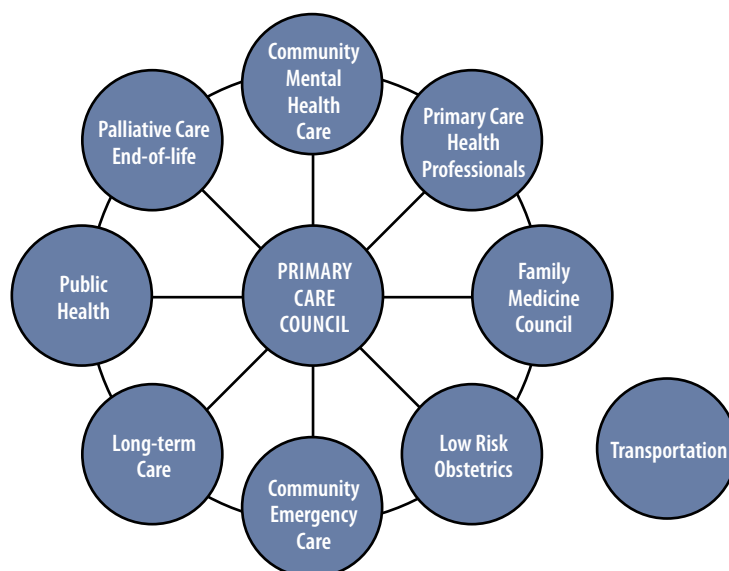 Community
Mental
Health
Care
Palliative Care
End-of-life
Primary Care
Health
Professionals
Public
Health
PRIMARY
CARE
COUNCIL
Family
Medicine
Council
Long-term
Care
Community
Emergency
Care
Low Risk
Obstetrics
Transportation